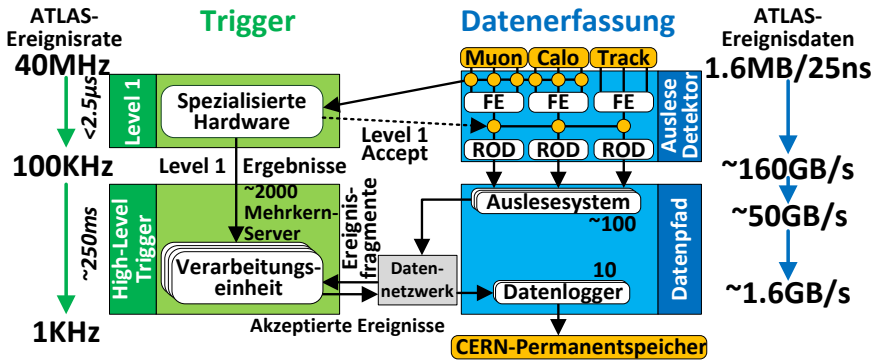 ATLAS-
Ereignisrate
40MHz
<2.5µs
100KHz
~250ms
1KHz
Trigger
Level 1
Spezialisierte
Hardware
Level 1
Accept
Level 1 Ergebnisse
High-Level
Trigger
~2000
Mehrkern-
Server
Verarbeitungs-
einheit
Ereignis-
fragmente
Akzeptierte Ereignisse
Daten-
netzwerk
Datenerfassung
Muon Calo Track
FE FE FE
ROD ROD ROD
Auslese
Detektor
Auslesesystem
~100
10
Datenlogger
Datenpfad
CERN-Permanentspeicher
ATLAS-
Ereignisdaten
1.6MB/25ns
~160GB/s
~50GB/s
~1.6GB/s